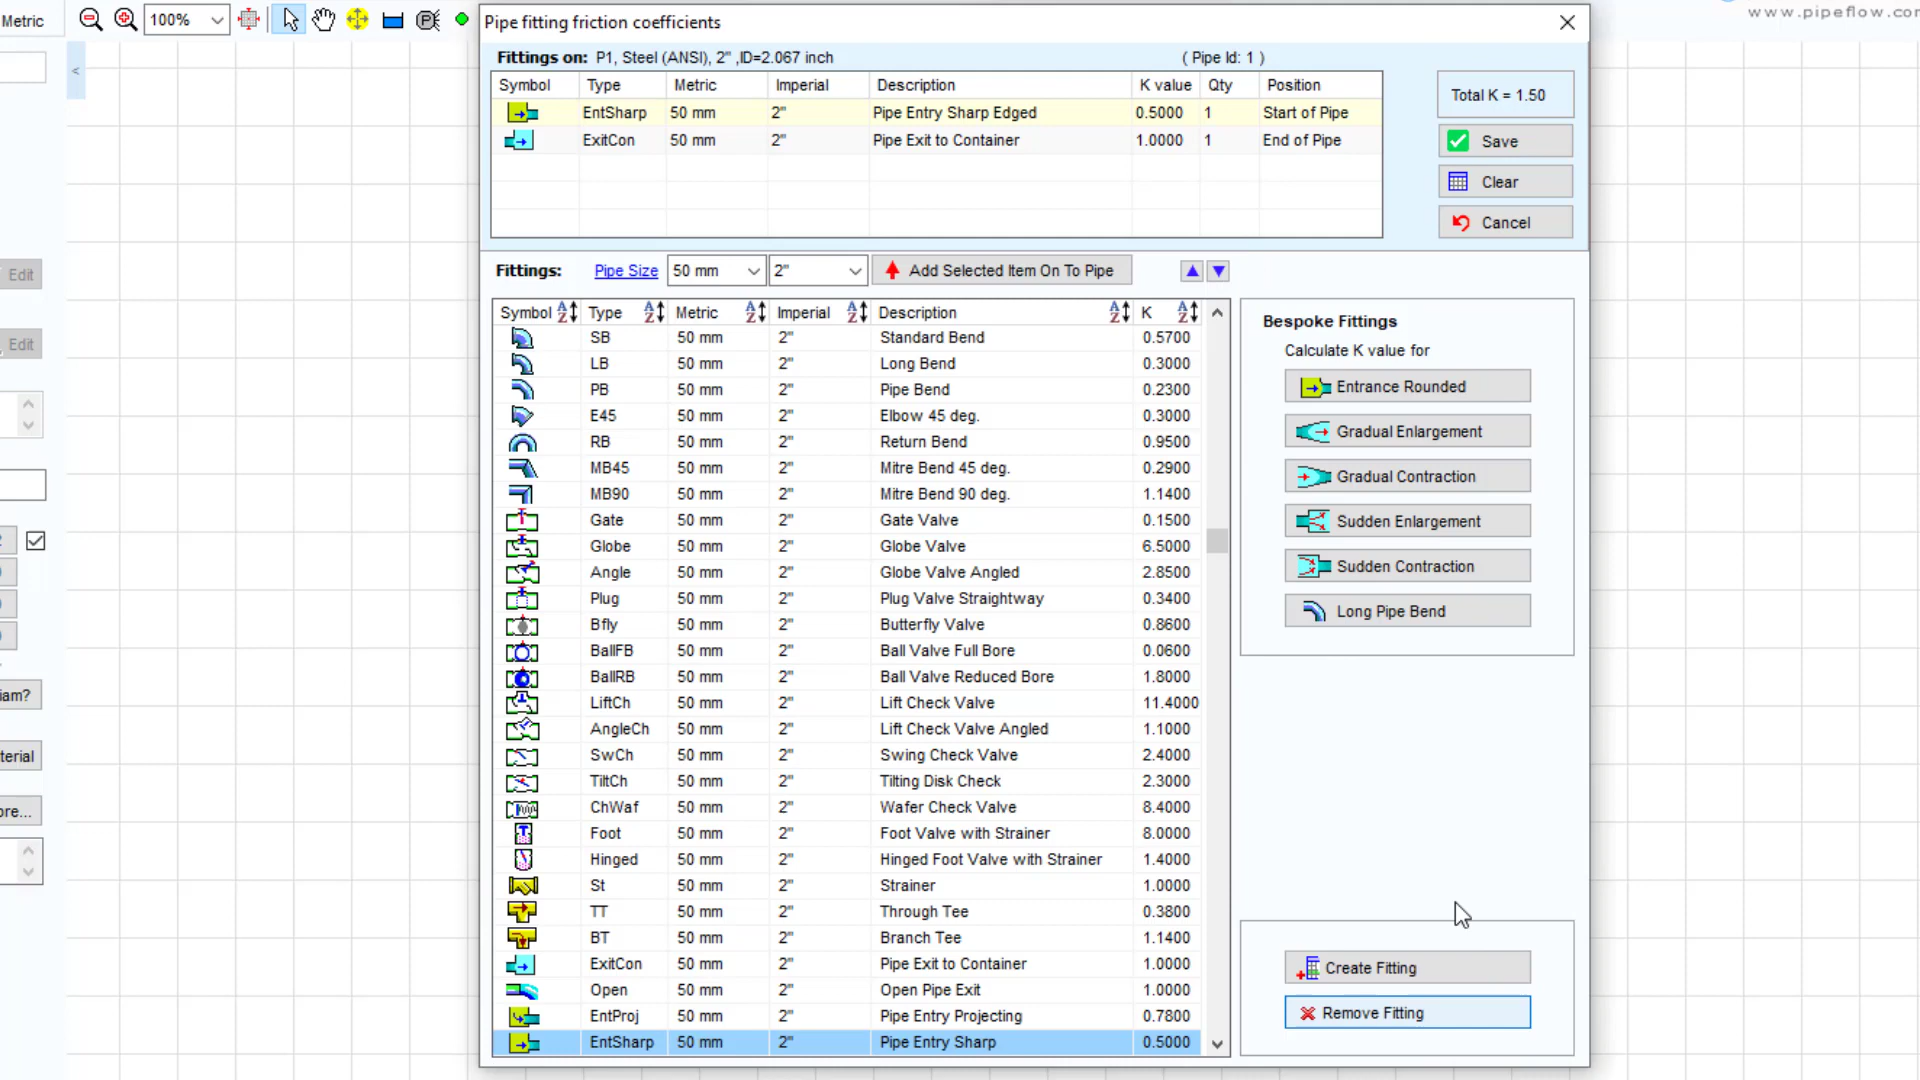 Metric
100%
Pipe fitting friction coefficients
www.pipeflow.co
Fittings on: P1, Steel (ANSI), 2" ,ID=2.067 inch ( Pipe Id: 1 )
Symbol Type Metric Imperial Description K value Qty Position
EntSharp 50 mm 2" Pipe Entry Sharp Edged 0.5000 1 Start of Pipe
ExitCon 50 mm 2" Pipe Exit to Container 1.0000 1 End of Pipe
Total K = 1.50
Save
Clear
Cancel
Fittings: Pipe Size 50 mm 2" Add Selected Item On To Pipe
Symbol Type Metric Imperial Description K
SB 50 mm 2" Standard Bend 0.5700
LB 50 mm 2" Long Bend 0.3000
PB 50 mm 2" Pipe Bend 0.2300
E45 50 mm 2" Elbow 45 deg. 0.3000
RB 50 mm 2" Return Bend 0.9500
MB45 50 mm 2" Mitre Bend 45 deg. 0.2900
MB90 50 mm 2" Mitre Bend 90 deg. 1.1400
Gate 50 mm 2" Gate Valve 0.1500
Globe 50 mm 2" Globe Valve 6.5000
Angle 50 mm 2" Globe Valve Angled 2.8500
Plug 50 mm 2" Plug Valve Straightway 0.3400
Bfly 50 mm 2" Butterfly Valve 0.8600
BallFB 50 mm 2" Ball Valve Full Bore 0.0600
BallRB 50 mm 2" Ball Valve Reduced Bore 1.8000
LiftCh 50 mm 2" Lift Check Valve 11.4000
AngleCh 50 mm 2" Lift Check Valve Angled 1.1000
SwCh 50 mm 2" Swing Check Valve 2.4000
TiltCh 50 mm 2" Tilting Disk Check 2.3000
ChWaf 50 mm 2" Wafer Check Valve 8.4000
Foot 50 mm 2" Foot Valve with Strainer 8.0000
Hinged 50 mm 2" Hinged Foot Valve with Strainer 1.4000
St 50 mm 2" Strainer 1.0000
TT 50 mm 2" Through Tee 0.3800
BT 50 mm 2" Branch Tee 1.1400
ExitCon 50 mm 2" Pipe Exit to Container 1.0000
Open 50 mm 2" Open Pipe Exit 1.0000
EntProj 50 mm 2" Pipe Entry Projecting 0.7800
EntSharp 50 mm 2" Pipe Entry Sharp 0.5000
Bespoke Fittings
Calculate K value for
Entrance Rounded
Gradual Enlargement
Gradual Contraction
Sudden Enlargement
Sudden Contraction
Long Pipe Bend
Create Fitting
Remove Fitting
Edit
Edit
iam?
terial
ore...